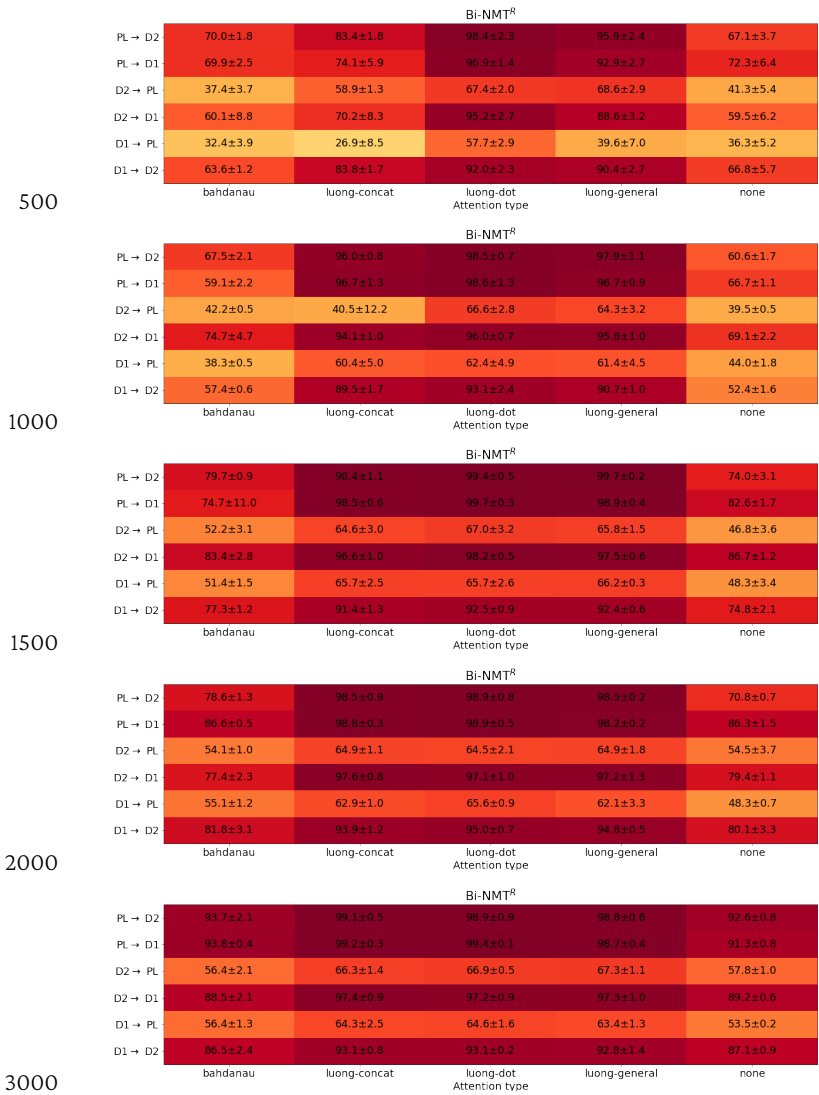 Bi-NMT^R
PL → D2 70.0±1.8 83.4±1.8 98.4±2.3 95.9±2.4 67.1±3.7
PL → D1 69.9±2.5 74.1±5.9 96.9±1.4 92.9±2.7 72.3±6.4
D2 → PL 37.4±3.7 58.9±1.3 67.4±2.0 68.6±2.9 41.3±5.4
D2 → D1 60.1±8.8 70.2±8.3 95.2±2.7 88.6±3.2 59.5±6.2
D1 → PL 32.4±3.9 26.9±8.5 57.7±2.9 39.6±7.0 36.3±5.2
D1 → D2 63.6±1.2 83.8±1.7 92.0±2.3 90.4±2.7 66.8±5.7
bahdanau luong-concat luong-dot luong-general none
500
Attention type
Bi-NMT^R
PL → D2 67.5±2.1 96.0±0.8 98.5±0.7 97.9±1.1 60.6±1.7
PL → D1 59.1±2.2 96.7±1.3 98.6±1.3 96.7±0.9 66.7±1.1
D2 → PL 42.2±0.5 40.5±12.2 66.6±2.8 64.3±3.2 39.5±0.5
D2 → D1 74.7±4.7 94.1±1.0 96.0±0.7 95.8±1.0 69.1±2.2
D1 → PL 38.3±0.5 60.4±5.0 62.4±4.9 61.4±4.5 44.0±1.8
D1 → D2 57.4±0.6 89.5±1.7 93.1±2.4 90.7±1.0 52.4±1.6
bahdanau luong-concat luong-dot luong-general none
1000
Attention type
Bi-NMT^R
PL → D2 79.7±0.9 98.4±1.1 99.4±0.5 99.7±0.2 74.0±3.1
PL → D1 74.7±11.0 98.5±0.6 99.7±0.3 98.9±0.4 82.6±1.7
D2 → PL 52.2±3.1 64.6±3.0 67.0±3.2 65.8±1.5 46.8±3.6
D2 → D1 83.4±2.8 96.6±1.0 98.2±0.5 97.5±0.6 86.7±1.2
D1 → PL 51.4±1.5 65.7±2.5 65.7±2.6 66.2±0.3 48.3±3.4
D1 → D2 77.3±1.2 91.4±1.3 92.5±0.9 92.4±0.6 74.8±2.1
bahdanau luong-concat luong-dot luong-general none
1500
Attention type
Bi-NMT^R
PL → D2 78.6±1.3 98.5±0.9 98.9±0.8 98.5±0.2 70.8±0.7
PL → D1 86.6±0.5 98.8±0.3 98.9±0.5 98.2±0.2 86.3±1.5
D2 → PL 54.1±1.0 64.9±1.1 64.5±2.1 64.9±1.8 54.5±3.7
D2 → D1 77.4±2.3 97.6±0.8 97.1±1.0 97.2±1.3 79.4±1.1
D1 → PL 55.1±1.2 62.9±1.0 65.6±0.9 62.1±3.3 48.3±0.7
D1 → D2 81.8±3.1 93.9±1.2 95.0±0.7 94.8±0.5 80.1±3.3
bahdanau luong-concat luong-dot luong-general none
2000
Attention type
Bi-NMT^R
PL → D2 93.7±2.1 99.1±0.5 98.9±0.9 98.8±0.6 92.6±0.8
PL → D1 93.8±0.4 99.2±0.3 99.4±0.1 98.7±0.4 91.3±0.8
D2 → PL 56.4±2.1 66.3±1.4 66.9±0.5 67.3±1.1 57.8±1.0
D2 → D1 88.5±2.1 97.4±0.9 97.2±0.9 97.3±1.0 89.2±0.6
D1 → PL 56.4±1.3 64.3±2.5 64.6±1.6 63.4±1.3 53.5±0.2
D1 → D2 86.5±2.4 93.1±0.8 93.1±0.2 92.8±1.4 87.1±0.9
bahdanau luong-concat luong-dot luong-general none
3000
Attention type